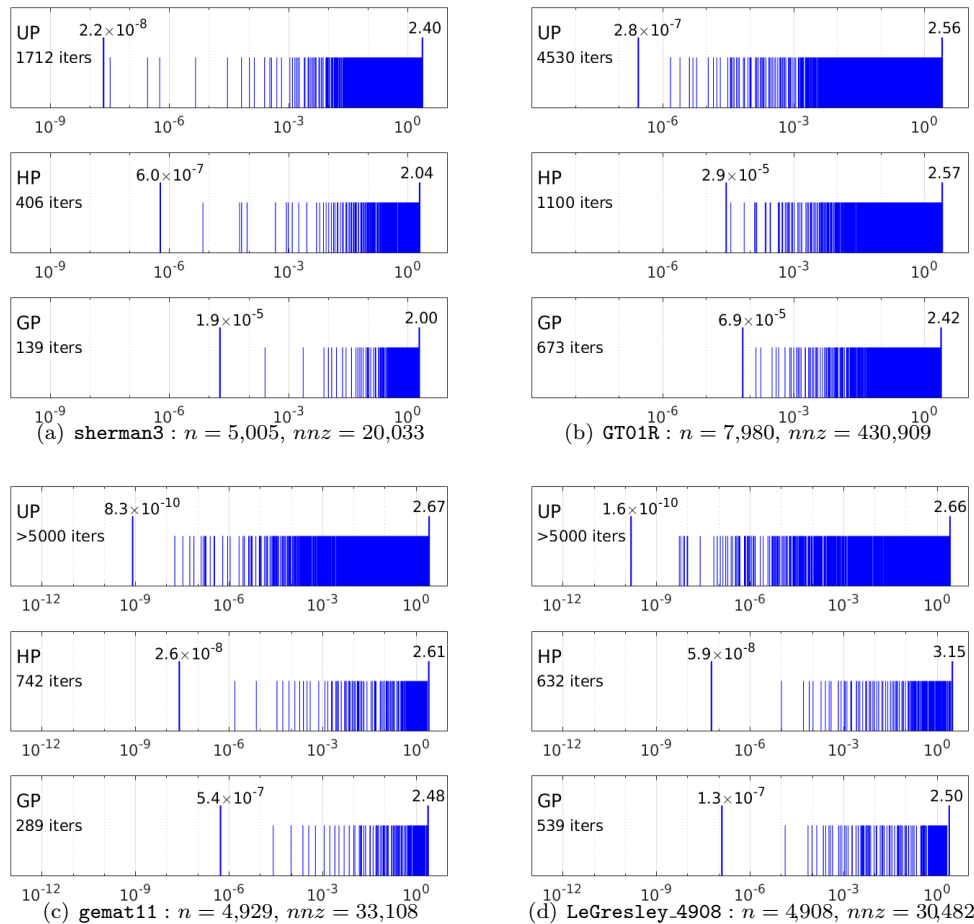 UP 2.2×10^-8 2.40
1712 iters
10^-9 10^-6 10^-3 10^0
HP 6.0×10^-7 2.04
406 iters
10^-9 10^-6 10^-3 10^0
GP 1.9×10^-5 2.00
139 iters
10^-9 10^-6 10^-3 10^0
(a) sherman3 : n = 5,005, nnz = 20,033
UP 2.8×10^-7 2.56
4530 iters
10^-6 10^-3 10^0
HP 2.9×10^-5 2.57
1100 iters
10^-6 10^-3 10^0
GP 6.9×10^-5 2.42
673 iters
10^-6 10^-3 10^0
(b) GT01R : n = 7,980, nnz = 430,909
UP 8.3×10^-10 2.67
>5000 iters
10^-12 10^-9 10^-6 10^-3 10^0
HP 2.6×10^-8 2.61
742 iters
10^-12 10^-9 10^-6 10^-3 10^0
GP 5.4×10^-7 2.48
289 iters
10^-12 10^-9 10^-6 10^-3 10^0
(c) gemat11 : n = 4,929, nnz = 33,108
UP 1.6×10^-10 2.66
>5000 iters
10^-12 10^-9 10^-6 10^-3 10^0
HP 5.9×10^-8 3.15
632 iters
10^-12 10^-9 10^-6 10^-3 10^0
GP 1.3×10^-7 2.50
539 iters
10^-12 10^-9 10^-6 10^-3 10^0
(d) LeGresley_4908 : n = 4,908, nnz = 30,482